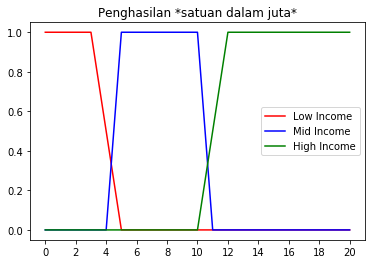 Penghasilan *satuan dalam juta*
1.0
0.8
0.6
0.4
0.2
0.0
Low Income
Mid Income
High Income
0 2 4 6 8 10 12 14 16 18 20